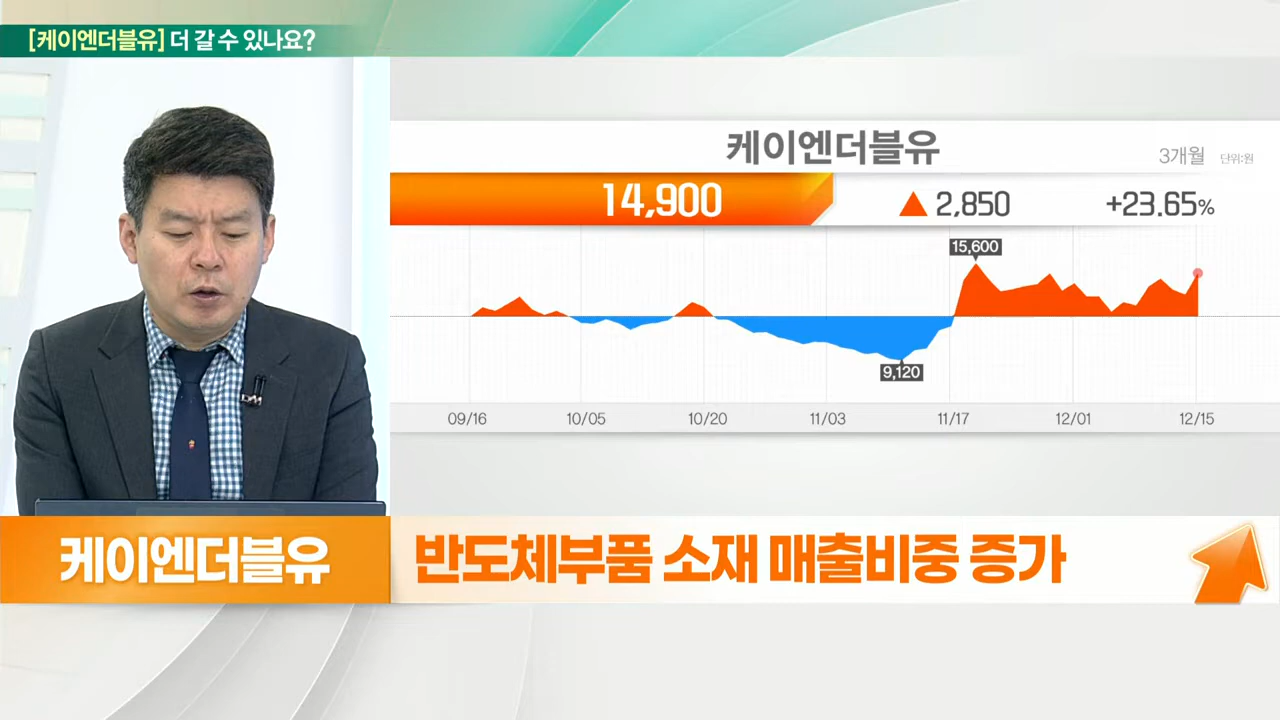 [케이엔더블유] 더 갈 수 있나요?
케이엔더블유
3개월 단위:원
14,900 ▲ 2,850 +23.65%
15,600
9,120
09/16 10/05 10/20 11/03 11/17 12/01 12/15
케이엔더블유
반도체부품 소재 매출비중 증가